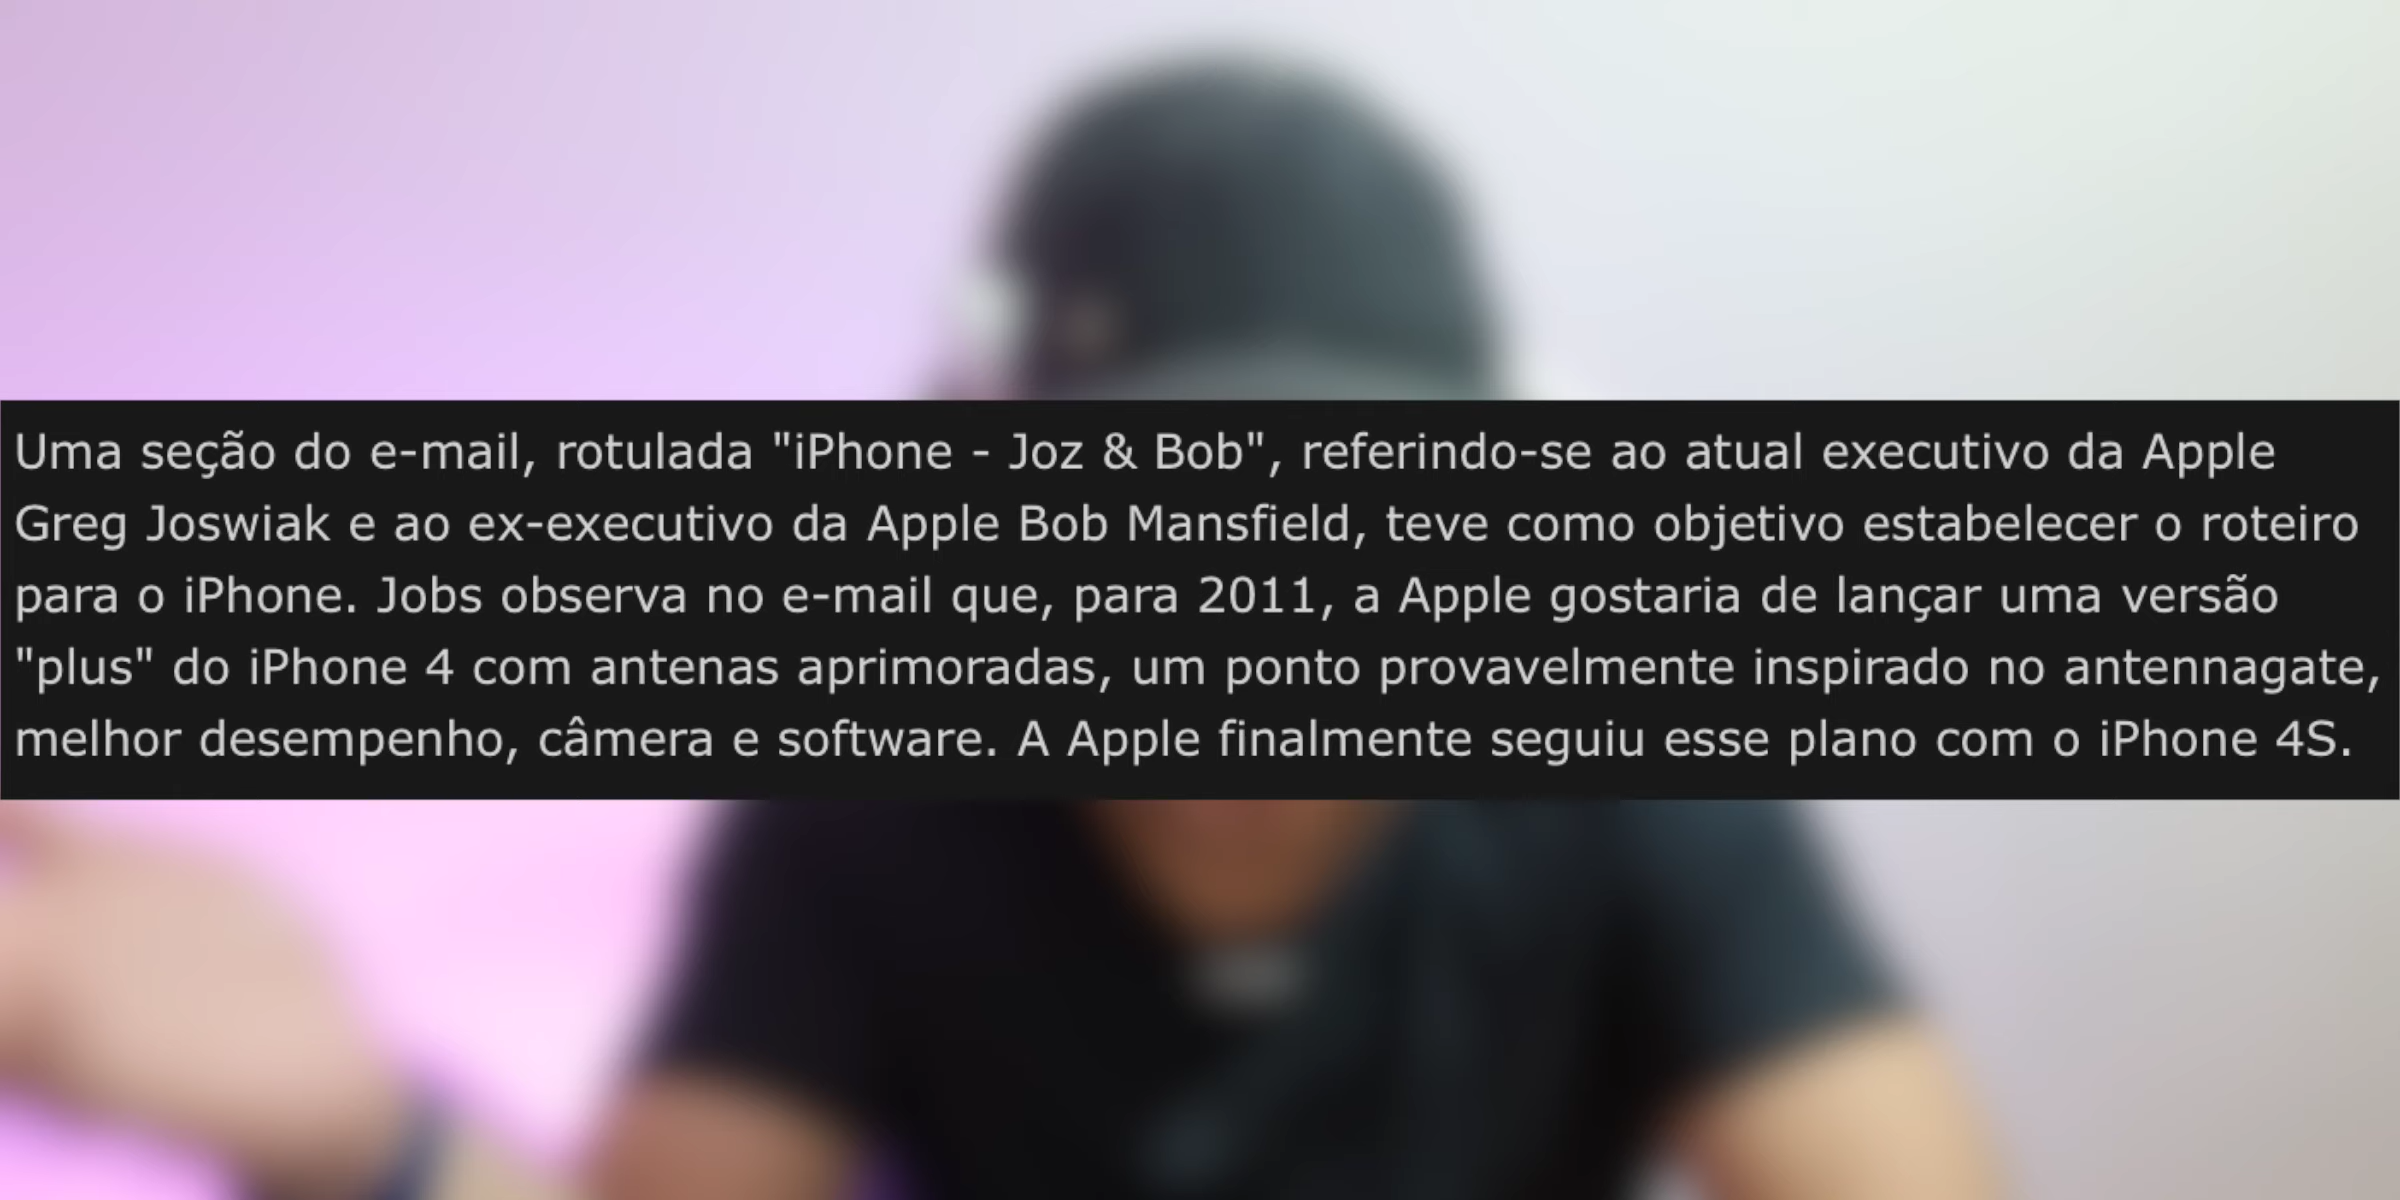 Uma seção do e-mail, rotulada "iPhone - Joz & Bob", referindo-se ao atual executivo da Apple
Greg Joswiak e ao ex-executivo da Apple Bob Mansfield, teve como objetivo estabelecer o roteiro
para o iPhone. Jobs observa no e-mail que, para 2011, a Apple gostaria de lançar uma versão
"plus" do iPhone 4 com antenas aprimoradas, um ponto provavelmente inspirado no antennagate,
melhor desempenho, câmera e software. A Apple finalmente seguiu esse plano com o iPhone 4S.